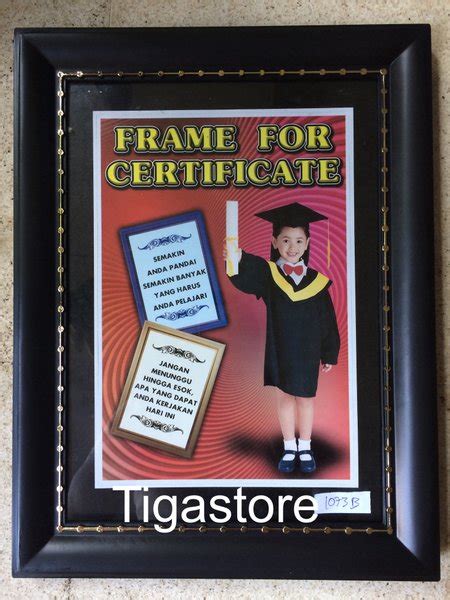 FRAME FOR
CERTIFICATE
SEMAKIN
ANDA PANDAI
SEMAKIN BANYAK
YANG HARUS
ANDA PELAJARI
JANGAN
MENUNGGU
HINGGA ESOK,
APA YANG DAPAT
ANDA KERJAKAN
HARI INI
Tigastore
1093B